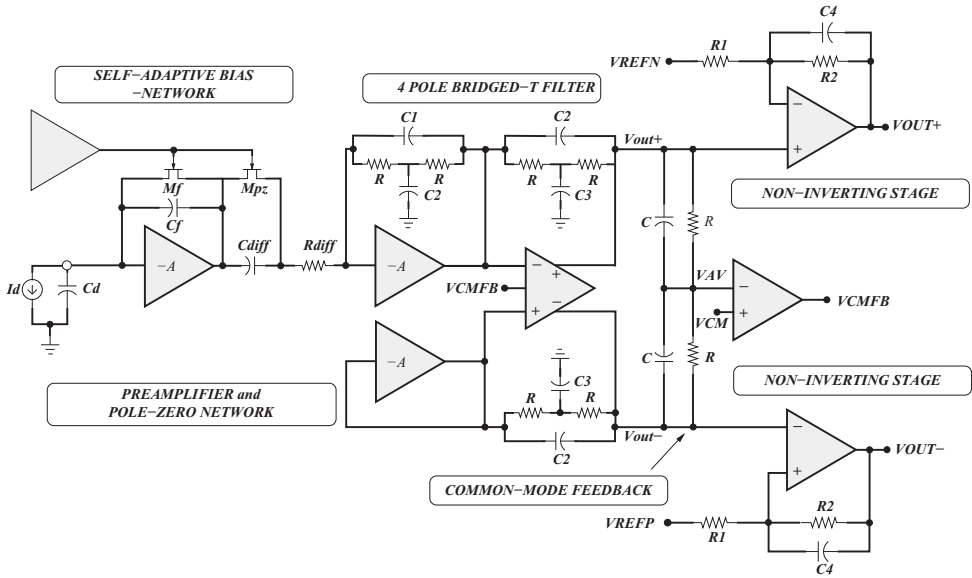 SELF−ADAPTIVE BIAS
−NETWORK
4 POLE BRIDGED−T FILTER
C4
R1
VREFN
R2
−
+
VOUT+
NON−INVERTING STAGE
C1
R
R
C2
C2
R
R
C3
Vout+
Mf
Mpz
Cf
−A
Cdiff
Rdiff
−A
Id
Cd
−
+
VCMFB
−
+
C
R
VAV
−
VCM
+
VCMFB
C
R
−A
PREAMPLIFIER and
POLE−ZERO NETWORK
C3
R
R
C2
Vout−
COMMON−MODE FEEDBACK
NON−INVERTING STAGE
−
+
VOUT−
VREFP
R1
R2
C4